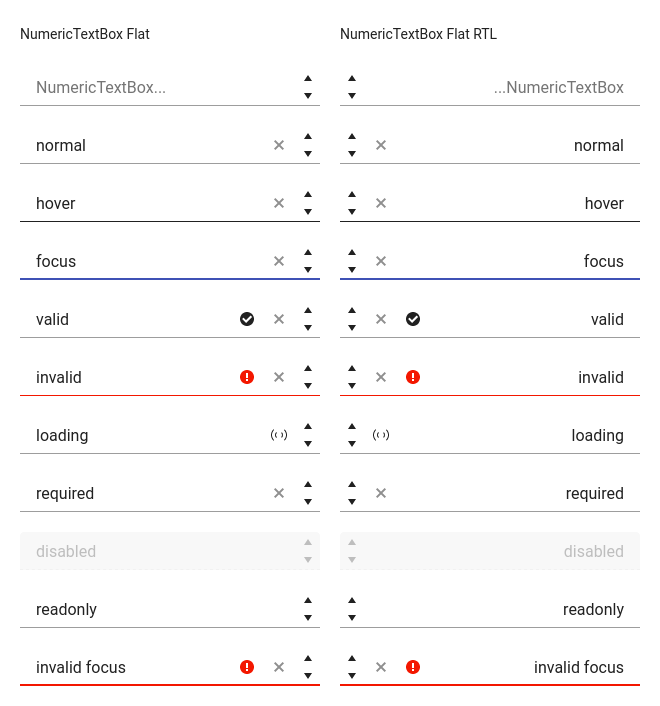 NumericTextBox Flat
NumericTextBox Flat RTL
NumericTextBox...
...NumericTextBox
normal
normal
hover
hover
focus
focus
valid
valid
invalid
invalid
loading
loading
required
required
disabled
disabled
readonly
readonly
invalid focus
invalid focus